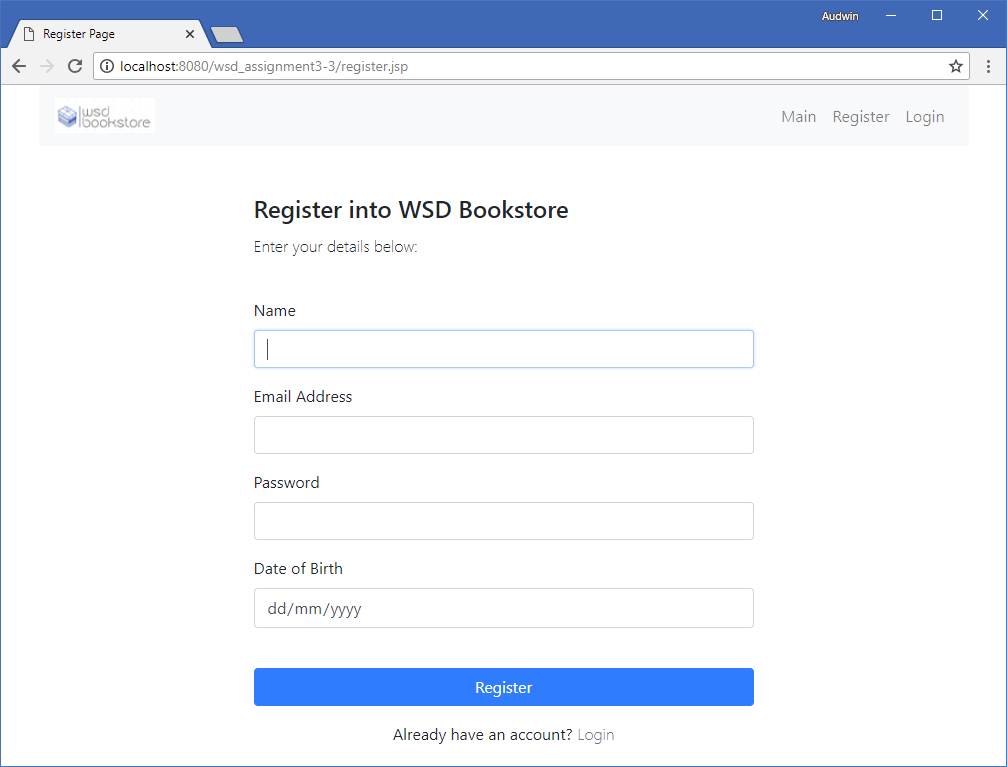 Audwin
Register Page
localhost:8080/wsd_assignment3-3/register.jsp
wsd
bookstore
Main Register Login
Register into WSD Bookstore
Enter your details below:
Name
Email Address
Password
Date of Birth
dd/mm/yyyy
Register
Already have an account? Login